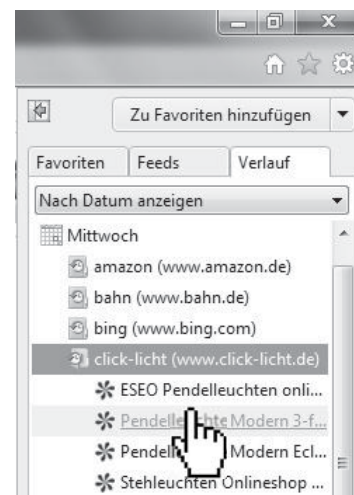 Zu Favoriten hinzufügen
Favoriten Feeds Verlauf
Nach Datum anzeigen
Mittwoch
amazon (www.amazon.de)
bahn (www.bahn.de)
bing (www.bing.com)
click-licht (www.click-licht.de)
ESEO Pendelleuchten onli...
Modern 3-f...
Modern Ecl...
Stehleuchten Onlineshop ...